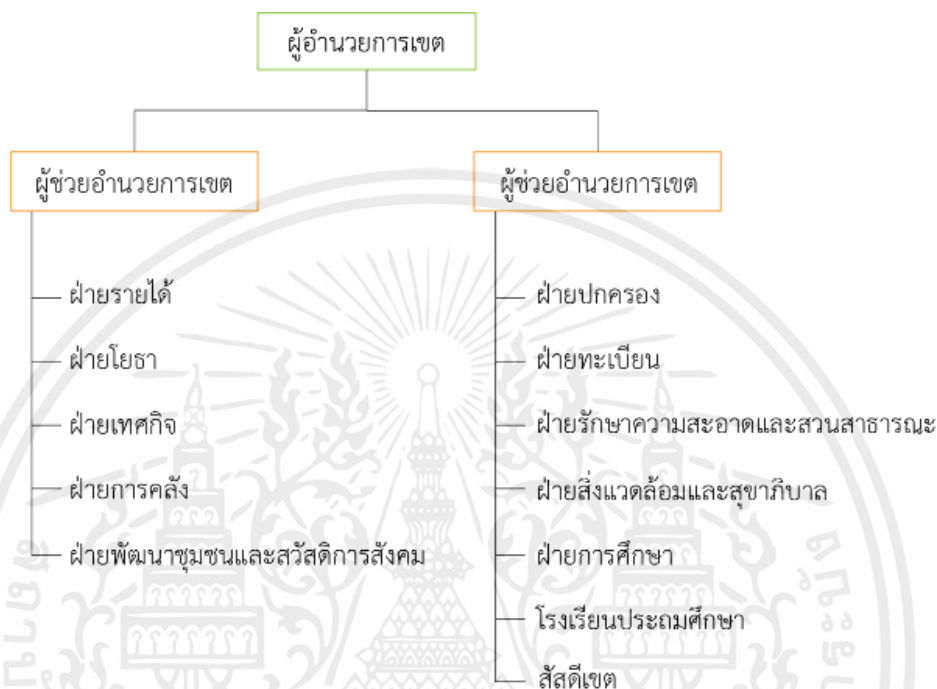 ผู้อำนวยการเขต
ผู้ช่วยอำนวยการเขต
ฝ่ายรายได้
ฝ่ายโยธา
ฝ่ายเทศกิจ
ฝ่ายการคลัง
ฝ่ายพัฒนาชุมชนและสวัสดิการสังคม
ผู้ช่วยอำนวยการเขต
ฝ่ายปกครอง
ฝ่ายทะเบียน
ฝ่ายรักษาความสะอาดและสวนสาธารณะ
ฝ่ายสิ่งแวดล้อมและสุขาภิบาล
ฝ่ายการศึกษา
โรงเรียนประถมศึกษา
สัสดีเขต